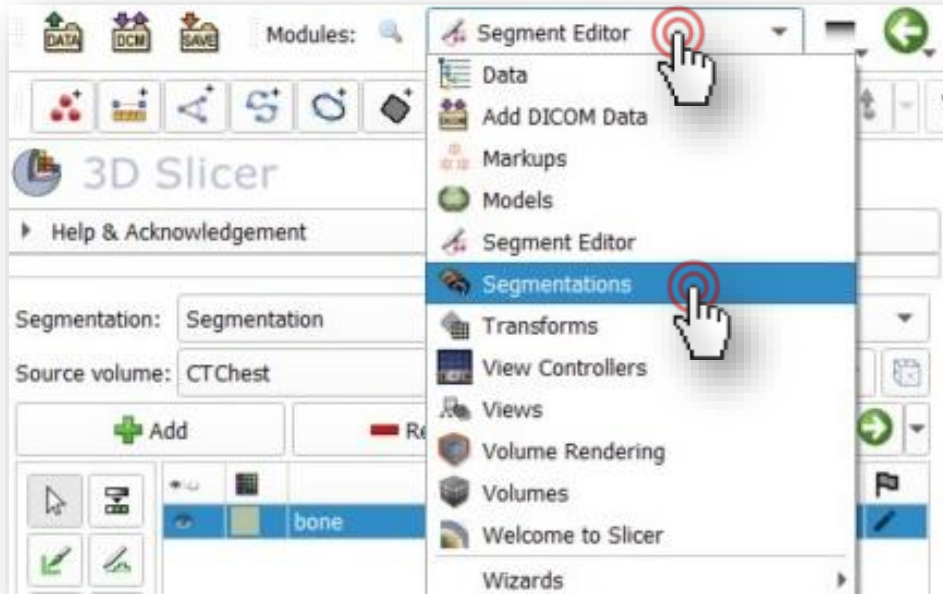 DATA DCM SAVE Modules: Segment Editor
Data
Add DICOM Data
Markups
3D Slicer
Models
Help & Acknowledgement
Segment Editor
Segmentations
Segmentation: Segmentation
Transforms
Source volume: CTChest
View Controllers
Views
Add
Volume Rendering
Volumes
bone
Welcome to Slicer
Wizards